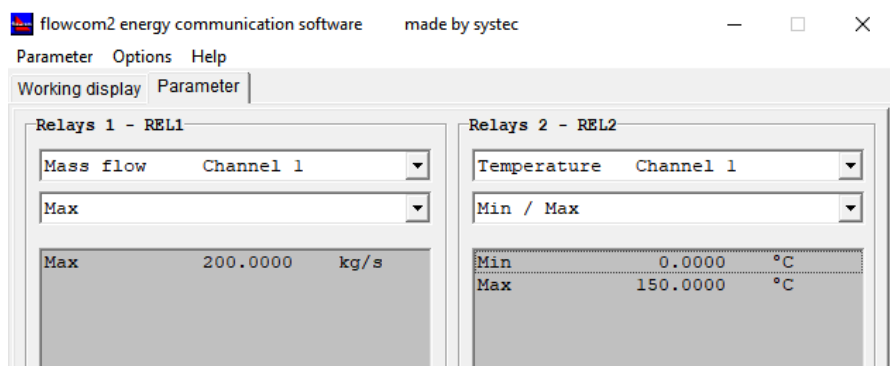 flowcom2 energy communication software made by systec
Parameter Options Help
Working display Parameter
Relays 1 - REL1
Mass flow Channel 1
Max
Max 200.0000 kg/s
Relays 2 - REL2
Temperature Channel 1
Min / Max
Min 0.0000 °C
Max 150.0000 °C